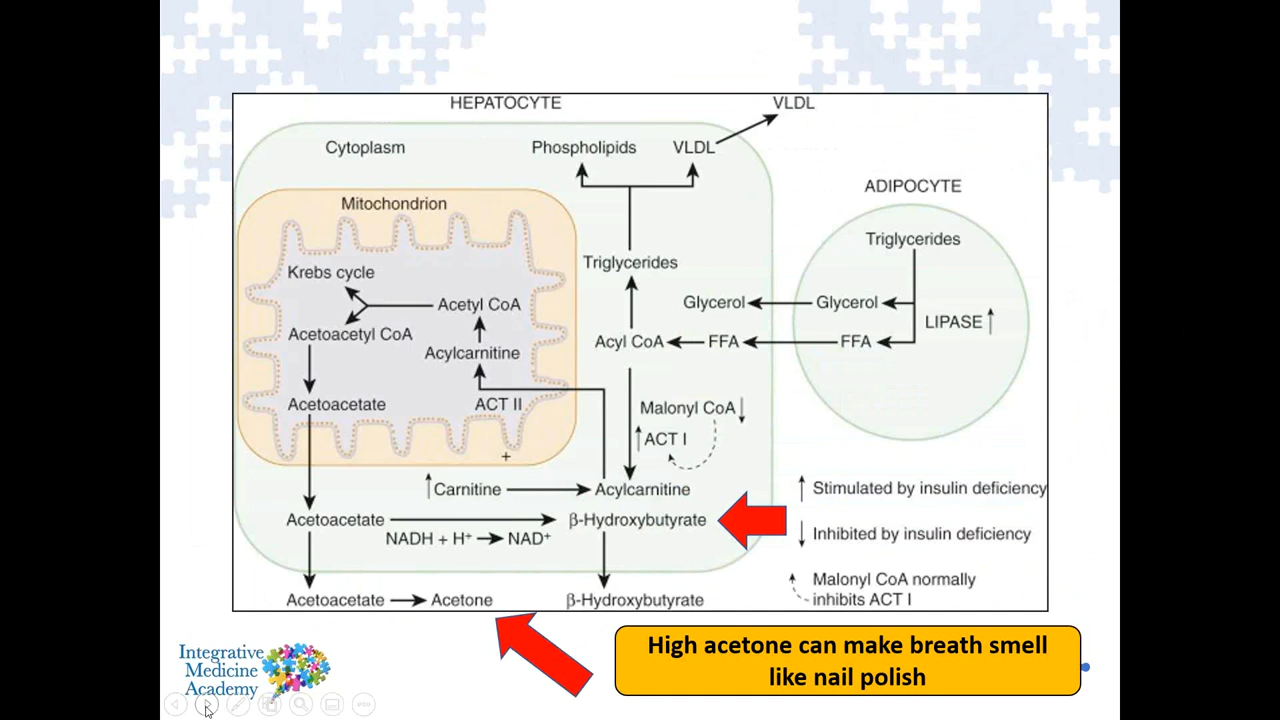 HEPATOCYTE
VLDL
Cytoplasm
Phospholipids
VLDL
ADIPOCYTE
Mitochondrion
Triglycerides
Krebs cycle
Triglycerides
Acetyl CoA
Glycerol
Glycerol
LIPASE
Acetoacetyl CoA
Acyl CoA
FFA
FFA
Acylcarnitine
Acetoacetate
ACT II
Malonyl CoA
ACT I
+
Carnitine
Acylcarnitine
Stimulated by insulin deficiency
Acetoacetate
β-Hydroxybutyrate
NADH + H⁺
NAD⁺
Inhibited by insulin deficiency
Malonyl CoA normally
inhibits ACT I
Acetoacetate
Acetone
β-Hydroxybutyrate
High acetone can make breath smell
like nail polish
Integrative
Medicine
Academy